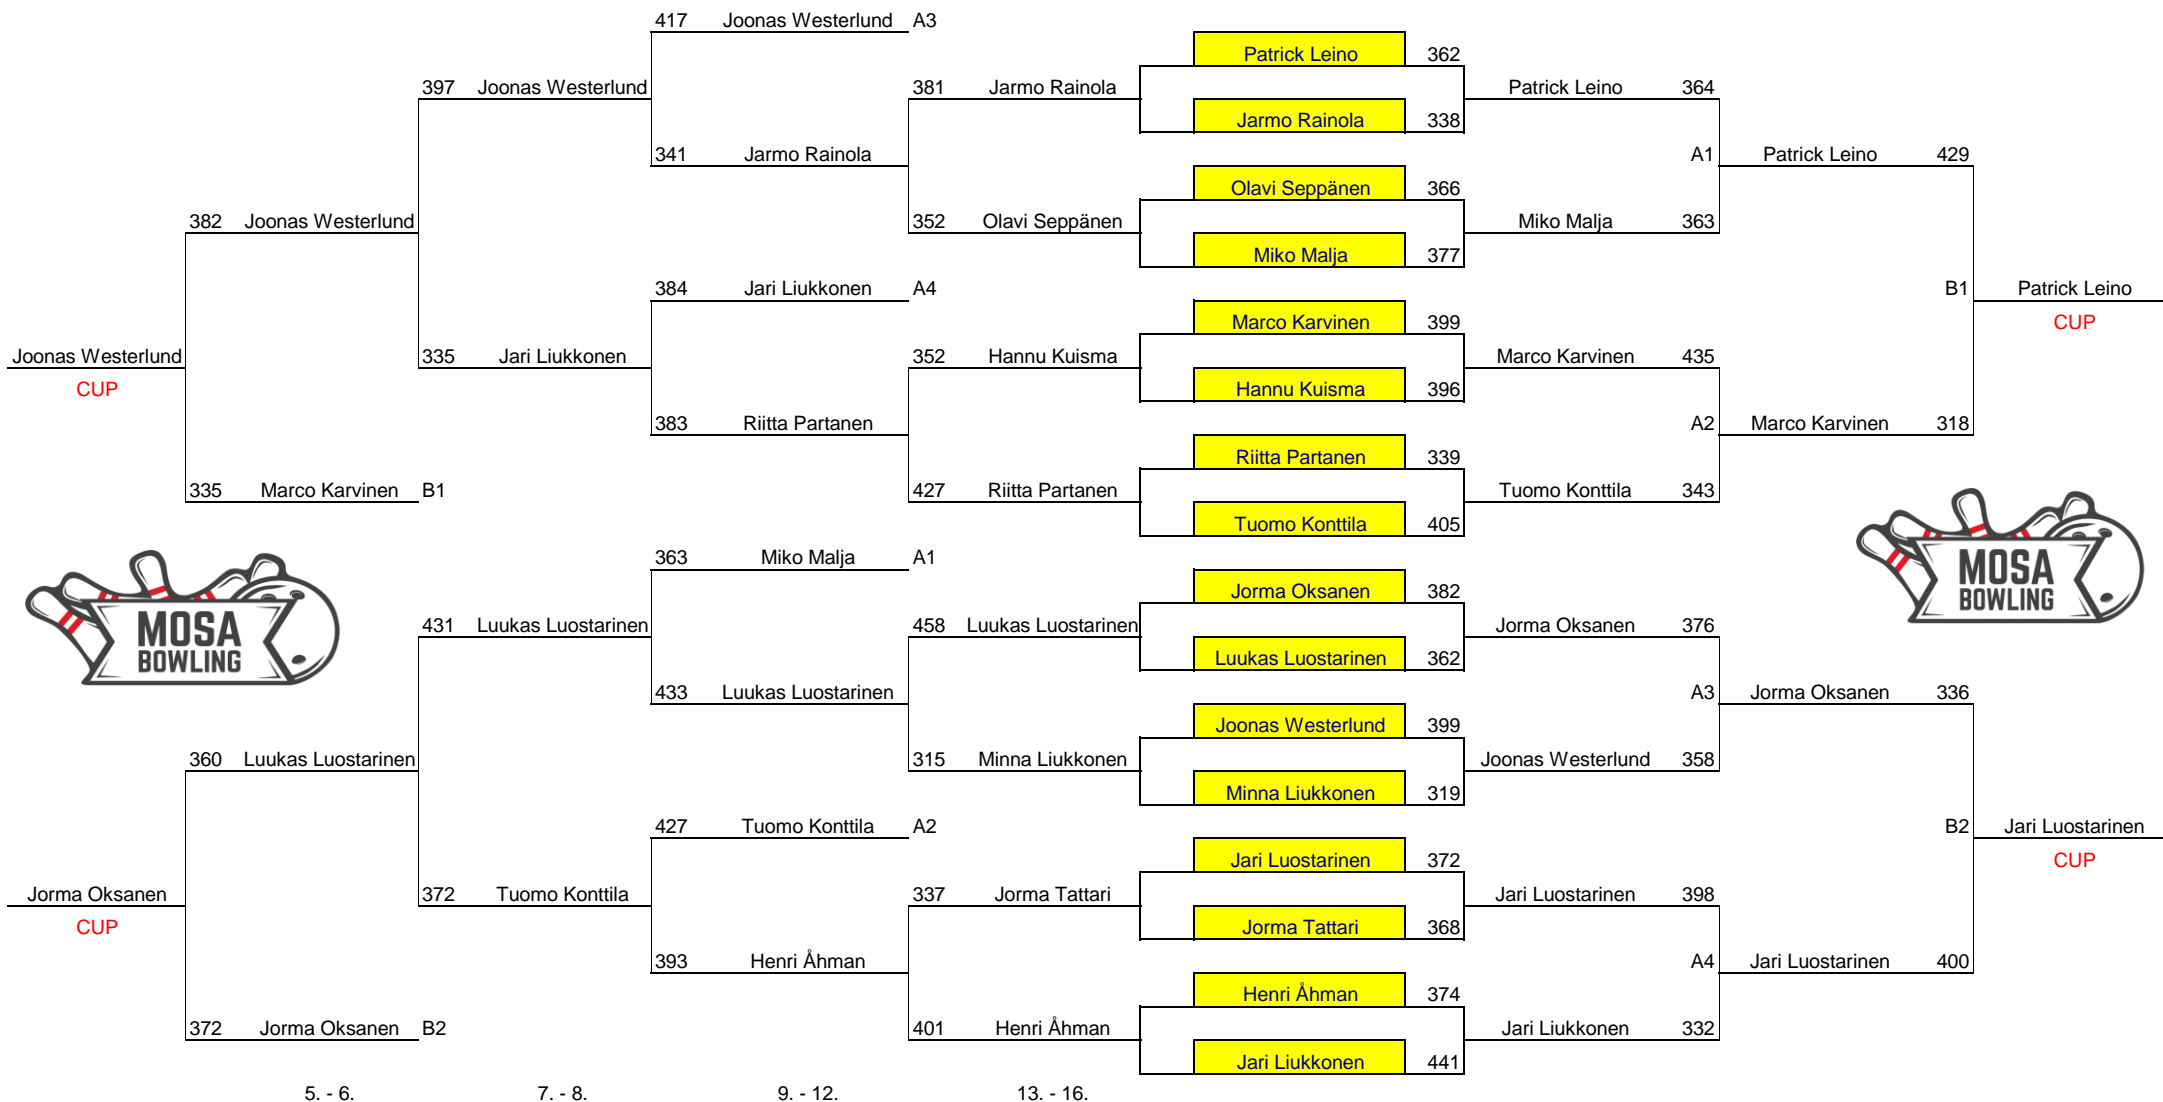 417 Joonas Westerlund A3
Patrick Leino 362
397 Joonas Westerlund 381 Jarmo Rainola Patrick Leino 364
Jarmo Rainola 338
341 Jarmo Rainola A1 Patrick Leino 429
Olavi Seppänen 366
382 Joonas Westerlund 352 Olavi Seppänen Miko Malja 363
Miko Malja 377
384 Jari Liukkonen A4 B1 Patrick Leino
Marco Karvinen 399 CUP
Joonas Westerlund 335 Jari Liukkonen 352 Hannu Kuisma Marco Karvinen 435
CUP Hannu Kuisma 396
383 Riitta Partanen A2 Marco Karvinen 318
Riitta Partanen 339
335 Marco Karvinen B1 427 Riitta Partanen Tuomo Konttila 343
Tuomo Konttila 405
363 Miko Malja A1
MOSA
BOWLING
Jorma Oksanen 382
MOSA
BOWLING
431 Luukas Luostarinen 458 Luukas Luostarinen Jorma Oksanen 376
Luukas Luostarinen 362
433 Luukas Luostarinen A3 Jorma Oksanen 336
Joonas Westerlund 399
360 Luukas Luostarinen 315 Minna Liukkonen Joonas Westerlund 358
Minna Liukkonen 319
427 Tuomo Konttila A2 B2 Jari Luostarinen
Jari Luostarinen 372 CUP
Jorma Oksanen 372 Tuomo Konttila 337 Jorma Tattari Jari Luostarinen 398
CUP Jorma Tattari 368
393 Henri Åhman A4 Jari Luostarinen 400
Henri Åhman 374
372 Jorma Oksanen B2 401 Henri Åhman Jari Liukkonen 332
Jari Liukkonen 441
5. - 6. 7. - 8. 9. - 12. 13. - 16.